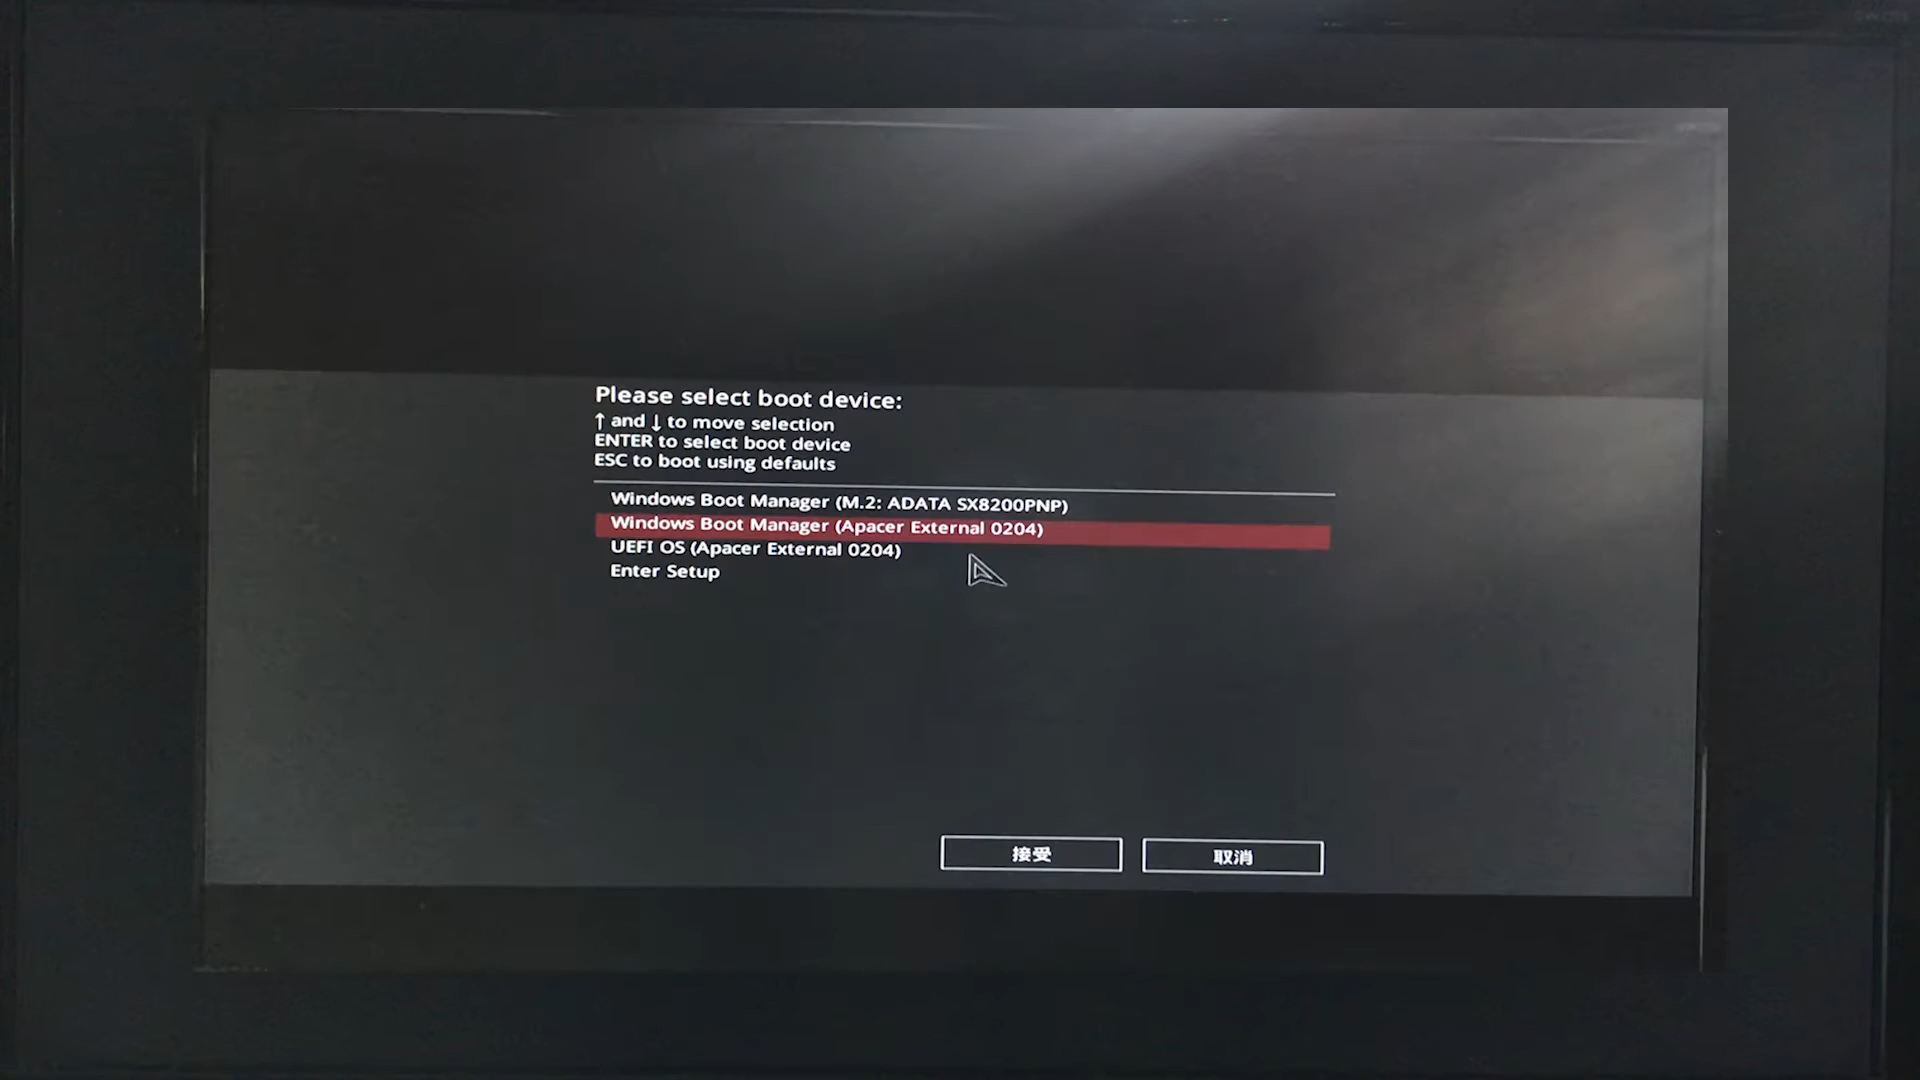 Please select boot device:
↑ and ↓ to move selection
ENTER to select boot device
ESC to boot using defaults
Windows Boot Manager (M.2: ADATA SX8200PNP)
Windows Boot Manager (Apacer External 0204)
UEFI OS (Apacer External 0204)
Enter Setup
接受
取消